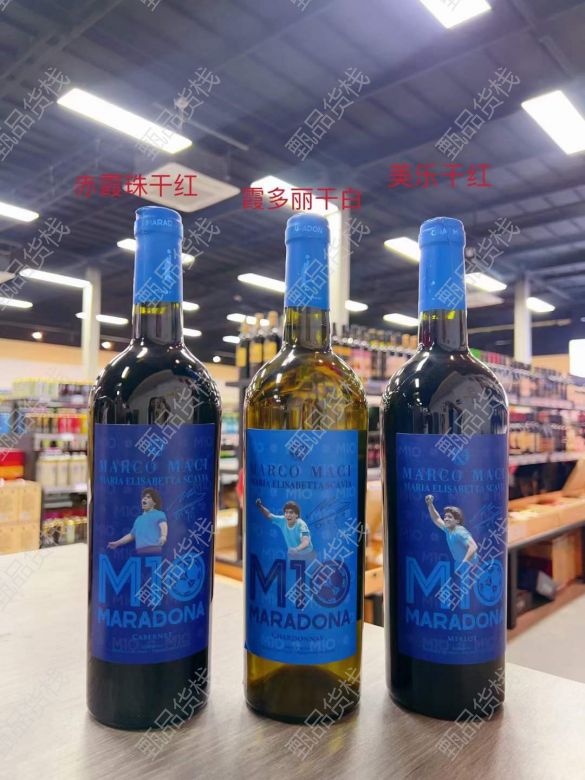 赤霞珠干红
霞多丽干白
美乐干红
MARADONA
MARCO MACI
MARIA ELISABETTA SCAVIA
M10
MARADONA
CABERNET
MARCO MACI
MARIA ELISABETTA SCAVIA
M10
MARADONA
CHARDONNAY
MARCO MACI
MARIA ELISABETTA SCAVIA
M10
MARADONA
MERLOT
甄品货栈